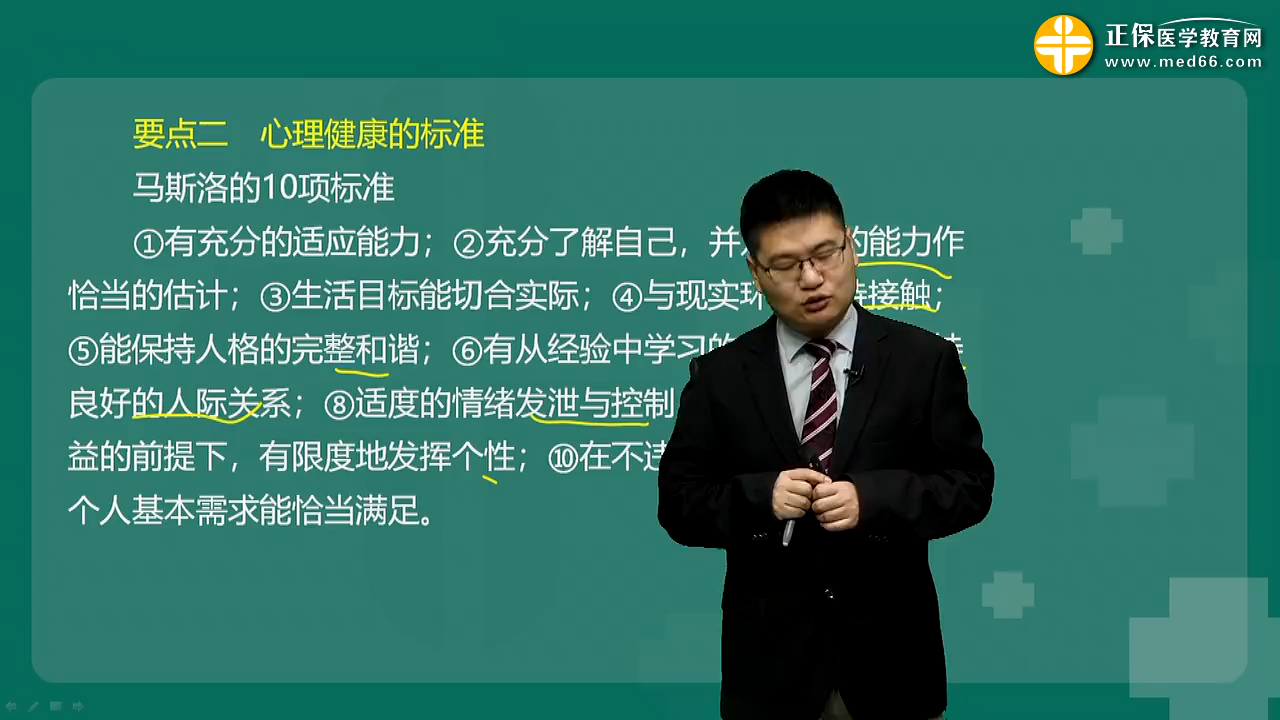 正保医学教育网
www.med66.com
要点二 心理健康的标准
马斯洛的10项标准
①有充分的适应能力；②充分了解自己，并 的能力作
恰当的估计；③生活目标能切合实际；④与现实环 接触；
⑤能保持人格的完整和谐；⑥有从经验中学习的
良好的人际关系；⑧适度的情绪发泄与控制
益的前提下，有限度地发挥个性；⑩在不违
个人基本需求能恰当满足。